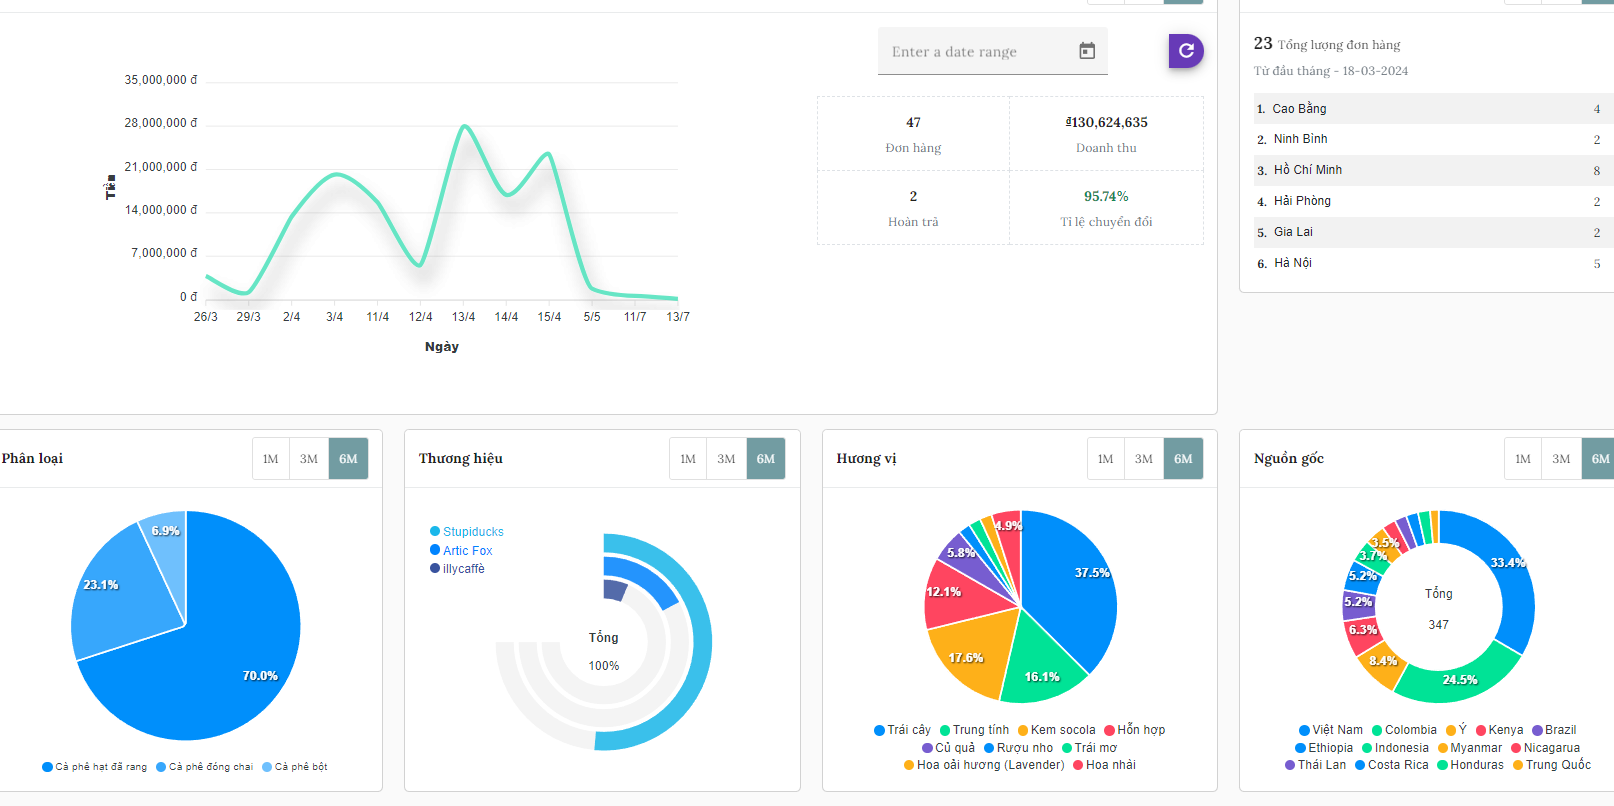 Enter a date range
35,000,000 đ
28,000,000 đ
21,000,000 đ
14,000,000 đ
7,000,000 đ
0 đ
Tiền
26/3 29/3 2/4 3/4 11/4 12/4 13/4 14/4 15/4 5/5 11/7 13/7
Ngày
47
Đơn hàng
₫130,624,635
Doanh thu
2
Hoàn trả
95.74%
Tỉ lệ chuyển đổi
23 Tổng lượng đơn hàng
Từ đầu tháng - 18-03-2024
1. Cao Bằng 4
2. Ninh Bình 2
3. Hồ Chí Minh 8
4. Hải Phòng 2
5. Gia Lai 2
6. Hà Nội 5
Phân loại 1M 3M 6M
6.9%
23.1%
70.0%
Cà phê hạt đã rang Cà phê đóng chai Cà phê bột
Thương hiệu 1M 3M 6M
Stupiducks
Artic Fox
illycaffè
Tổng
100%
Hương vị 1M 3M 6M
4.9%
37.5%
5.8%
12.1%
17.6%
16.1%
Trái cây Trung tính Kem socola Hỗn hợp
Củ quả Rượu nho Trái mơ
Hoa oải hương (Lavender) Hoa nhài
Nguồn gốc 1M 3M 6M
3.5%
3.7%
33.4%
5.2%
5.2%
6.3%
8.4%
24.5%
Tổng
347
Việt Nam Colombia Ý Kenya Brazil
Ethiopia Indonesia Myanmar Nicagarua
Thái Lan Costa Rica Honduras Trung Quốc